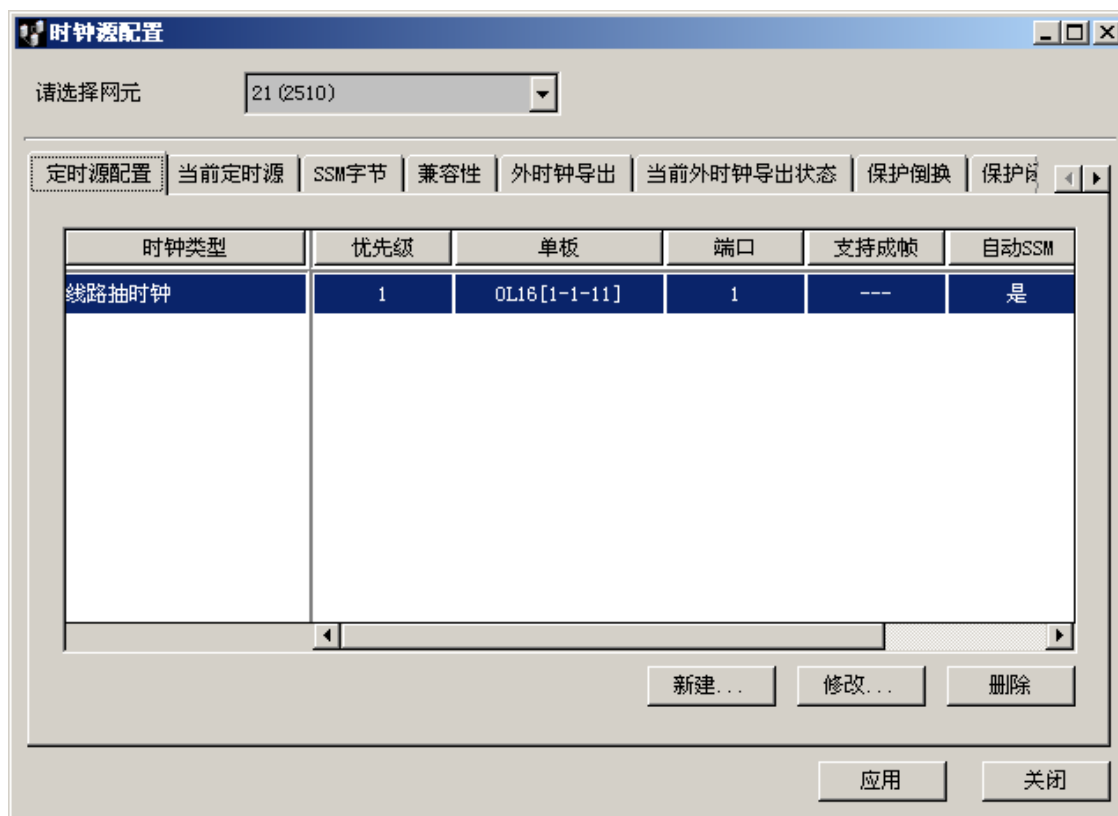 时钟源配置
请选择网元 21(2510)
定时源配置 当前定时源 SSM字节 兼容性 外时钟导出 当前外时钟导出状态 保护倒换 保护
时钟类型 优先级 单板 端口 支持成帧 自动SSM
线路抽时钟 1 OL16[1-1-11] 1 --- 是
新建... 修改... 删除
应用 关闭